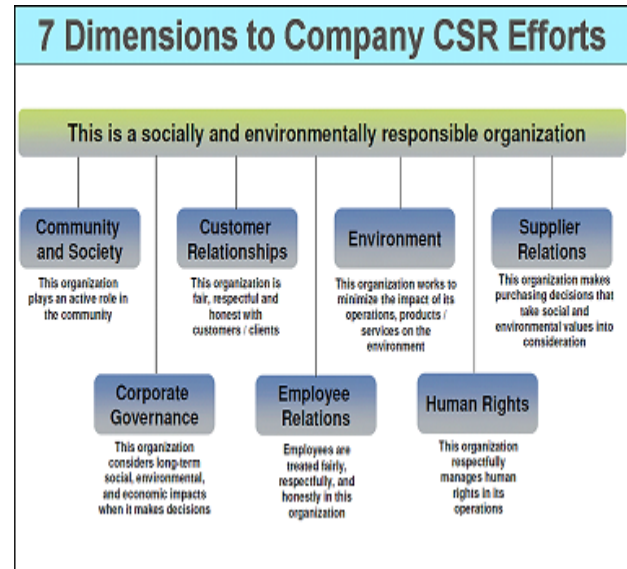 7 Dimensions to Company CSR Efforts
This is a socially and environmentally responsible organization
Community
and Society
This organization
plays an active role in
the community
Customer
Relationships
This organization is
fair, respectful and
honest with
customers / clients
Environment
This organization works to
minimize the impact of its
operations, products /
services on the
environment
Supplier
Relations
This organization makes
purchasing decisions that
take social and
environmental values into
consideration
Corporate
Governance
This organization
considers long-term
social, environmental,
and economic impacts
when it makes decisions
Employee
Relations
Employees are
treated fairly,
respectfully, and
honestly in this
organization
Human Rights
This organization
respectfully
manages human
rights in its
operations